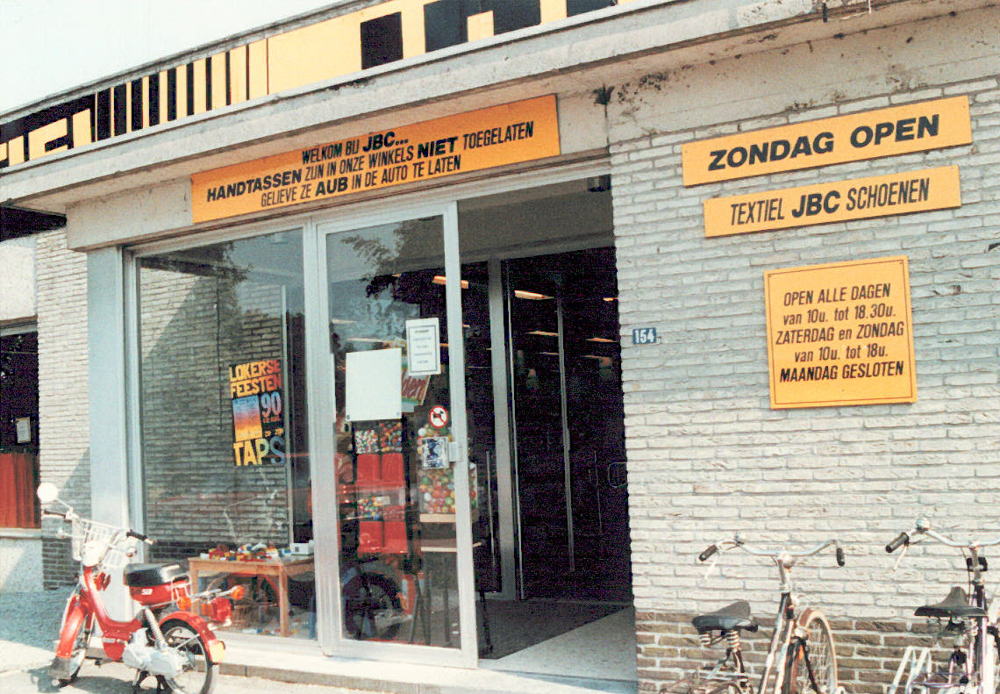 WELKOM BIJ JBC...
HANDTASSEN ZIJN IN ONZE WINKELS NIET TOEGELATEN
GELIEVE ZE AUB IN DE AUTO TE LATEN
ZONDAG OPEN
TEXTIEL JBC SCHOENEN
OPEN ALLE DAGEN
van 10u. tot 18.30u.
ZATERDAG en ZONDAG
van 10u. tot 18u.
MAANDAG GESLOTEN
154
LOKERSE
FEESTEN
90
TAPS